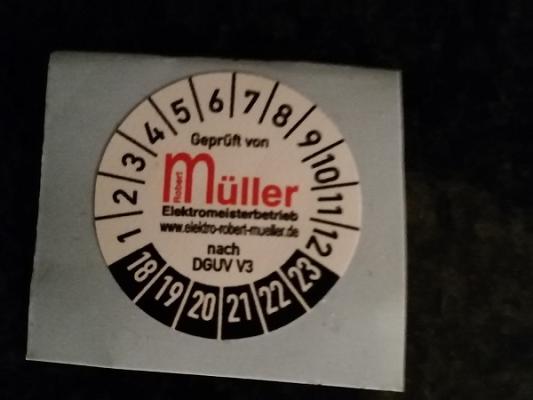 1 2 3 4 5 6 7 8 9 10 11 12
Geprüft von
Robert
Müller
Elektromeisterbetrieb
www.elektro-robert-mueller.de
nach
DGUV V3
18 19 20 21 22 23